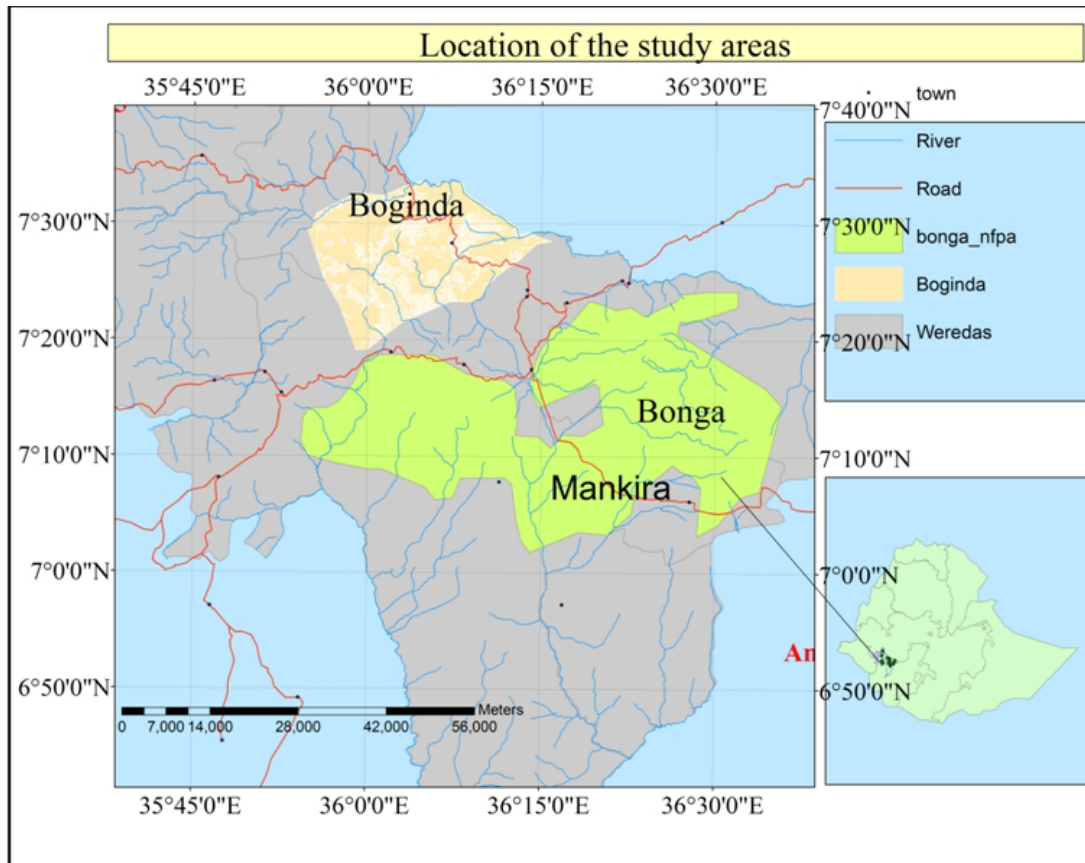 Location of the study areas
35°45'0"E 36°0'0"E 36°15'0"E 36°30'0"E
7°40'0"N
7°30'0"N
7°20'0"N
7°10'0"N
7°0'0"N
6°50'0"N
Boginda
Bonga
Mankira
An
Meters
0 7,000 14,000 28,000 42,000 56,000
35°45'0"E 36°0'0"E 36°15'0"E 36°30'0"E
town
River
Road
bonga_nfpa
Boginda
Weredas
7°30'0"N
7°20'0"N
7°10'0"N
7°0'0"N
6°50'0"N